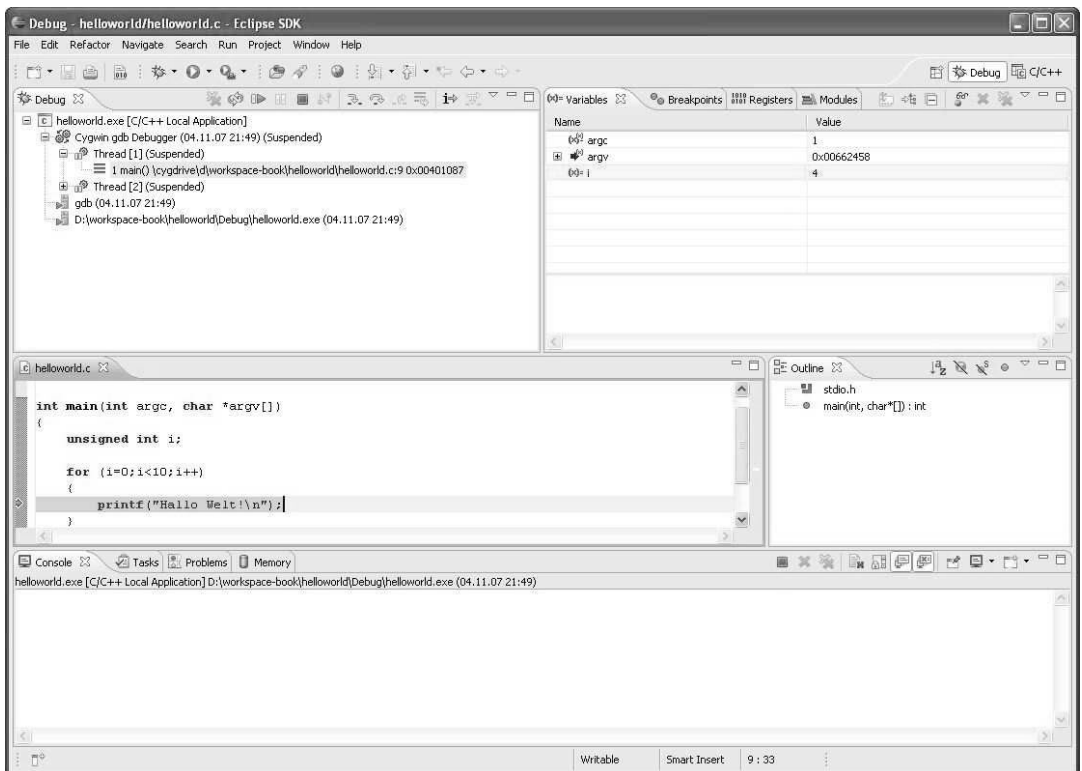 Debug - helloworld/helloworld.c - Eclipse SDK
File Edit Refactor Navigate Search Run Project Window Help
Debug C/C++
Debug
helloworld.exe [C/C++ Local Application]
Cygwin gdb Debugger (04.11.07 21:49) (Suspended)
Thread [1] (Suspended)
1 main() \cygdrive\d\workspace-book\helloworld\helloworld.c:9 0x00401087
Thread [2] (Suspended)
gdb (04.11.07 21:49)
D:\workspace-book\helloworld\Debug\helloworld.exe (04.11.07 21:49)
(x)= Variables Breakpoints Registers Modules
Name Value
argc 1
argv 0x00662458
(x)= i 4
helloworld.c
int main(int argc, char *argv[])
{
unsigned int i;
for (i=0;i<10;i++)
{
printf("Hallo Welt!\n");
}
Outline
stdio.h
main(int, char*[]) : int
Console Tasks Problems Memory
helloworld.exe [C/C++ Local Application] D:\workspace-book\helloworld\Debug\helloworld.exe (04.11.07 21:49)
Writable Smart Insert 9 : 33